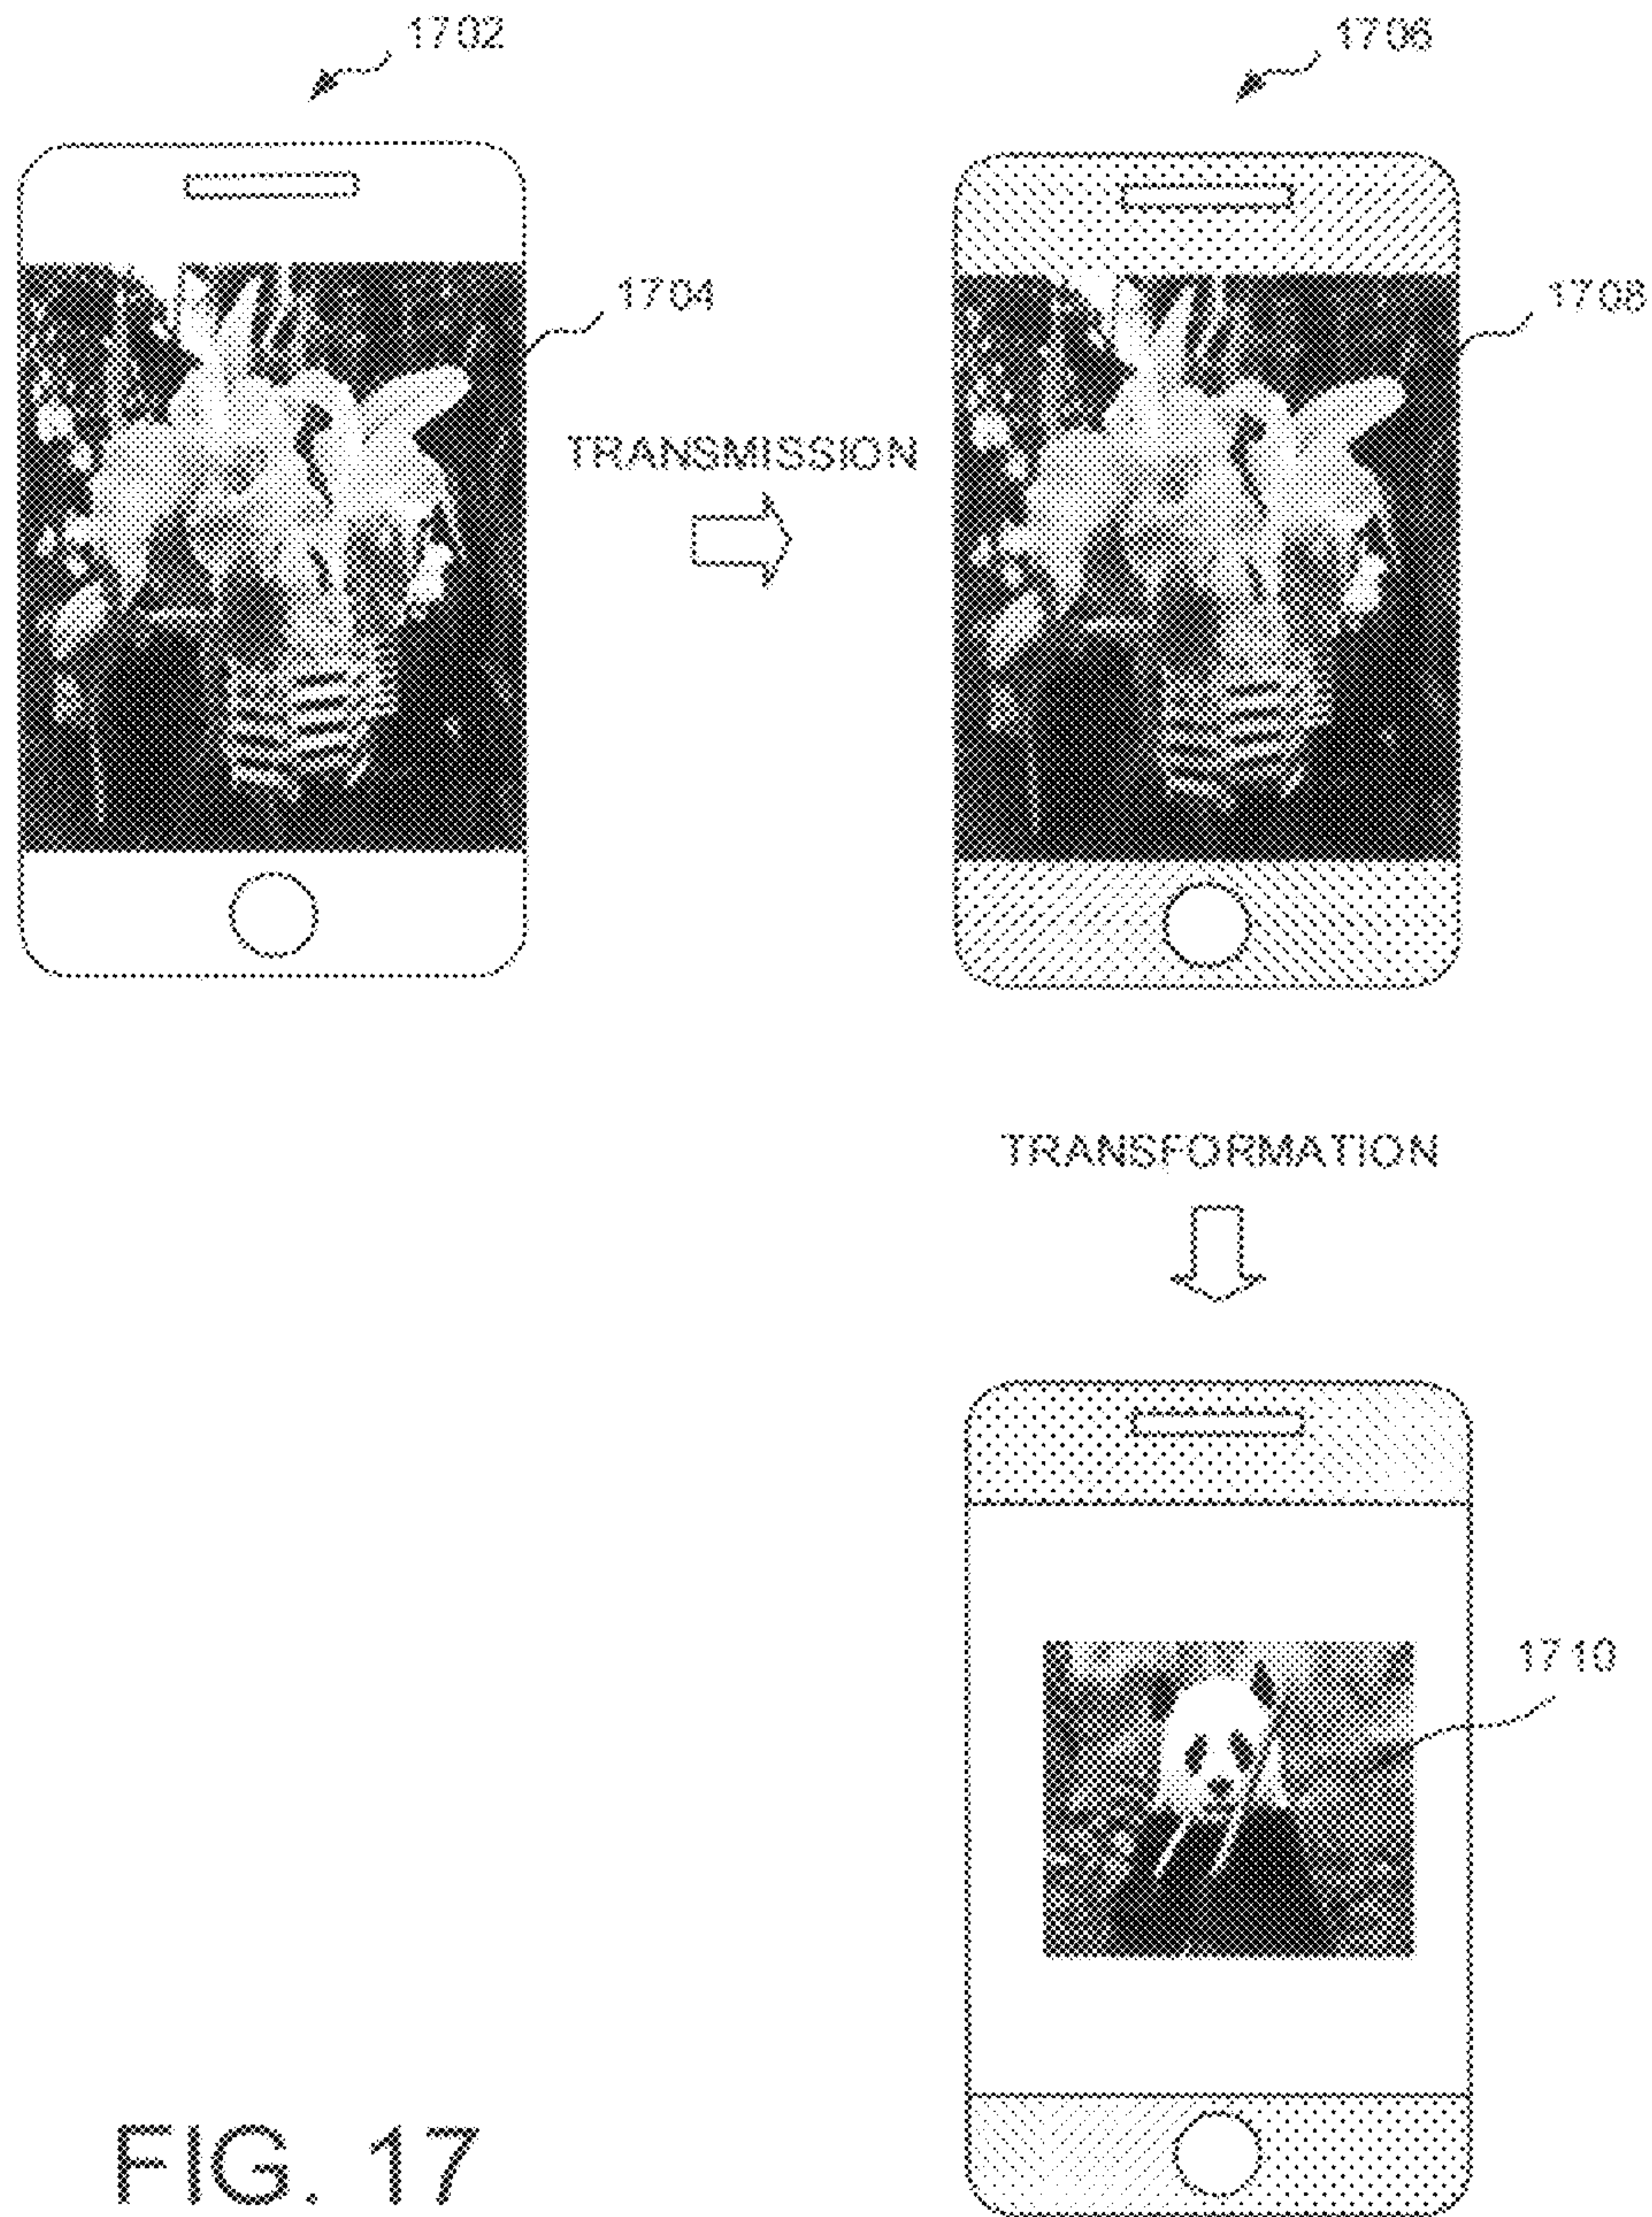 1702
1706
1704
1708
TRANSMISSION
TRANSFORMATION
1710
FIG. 17